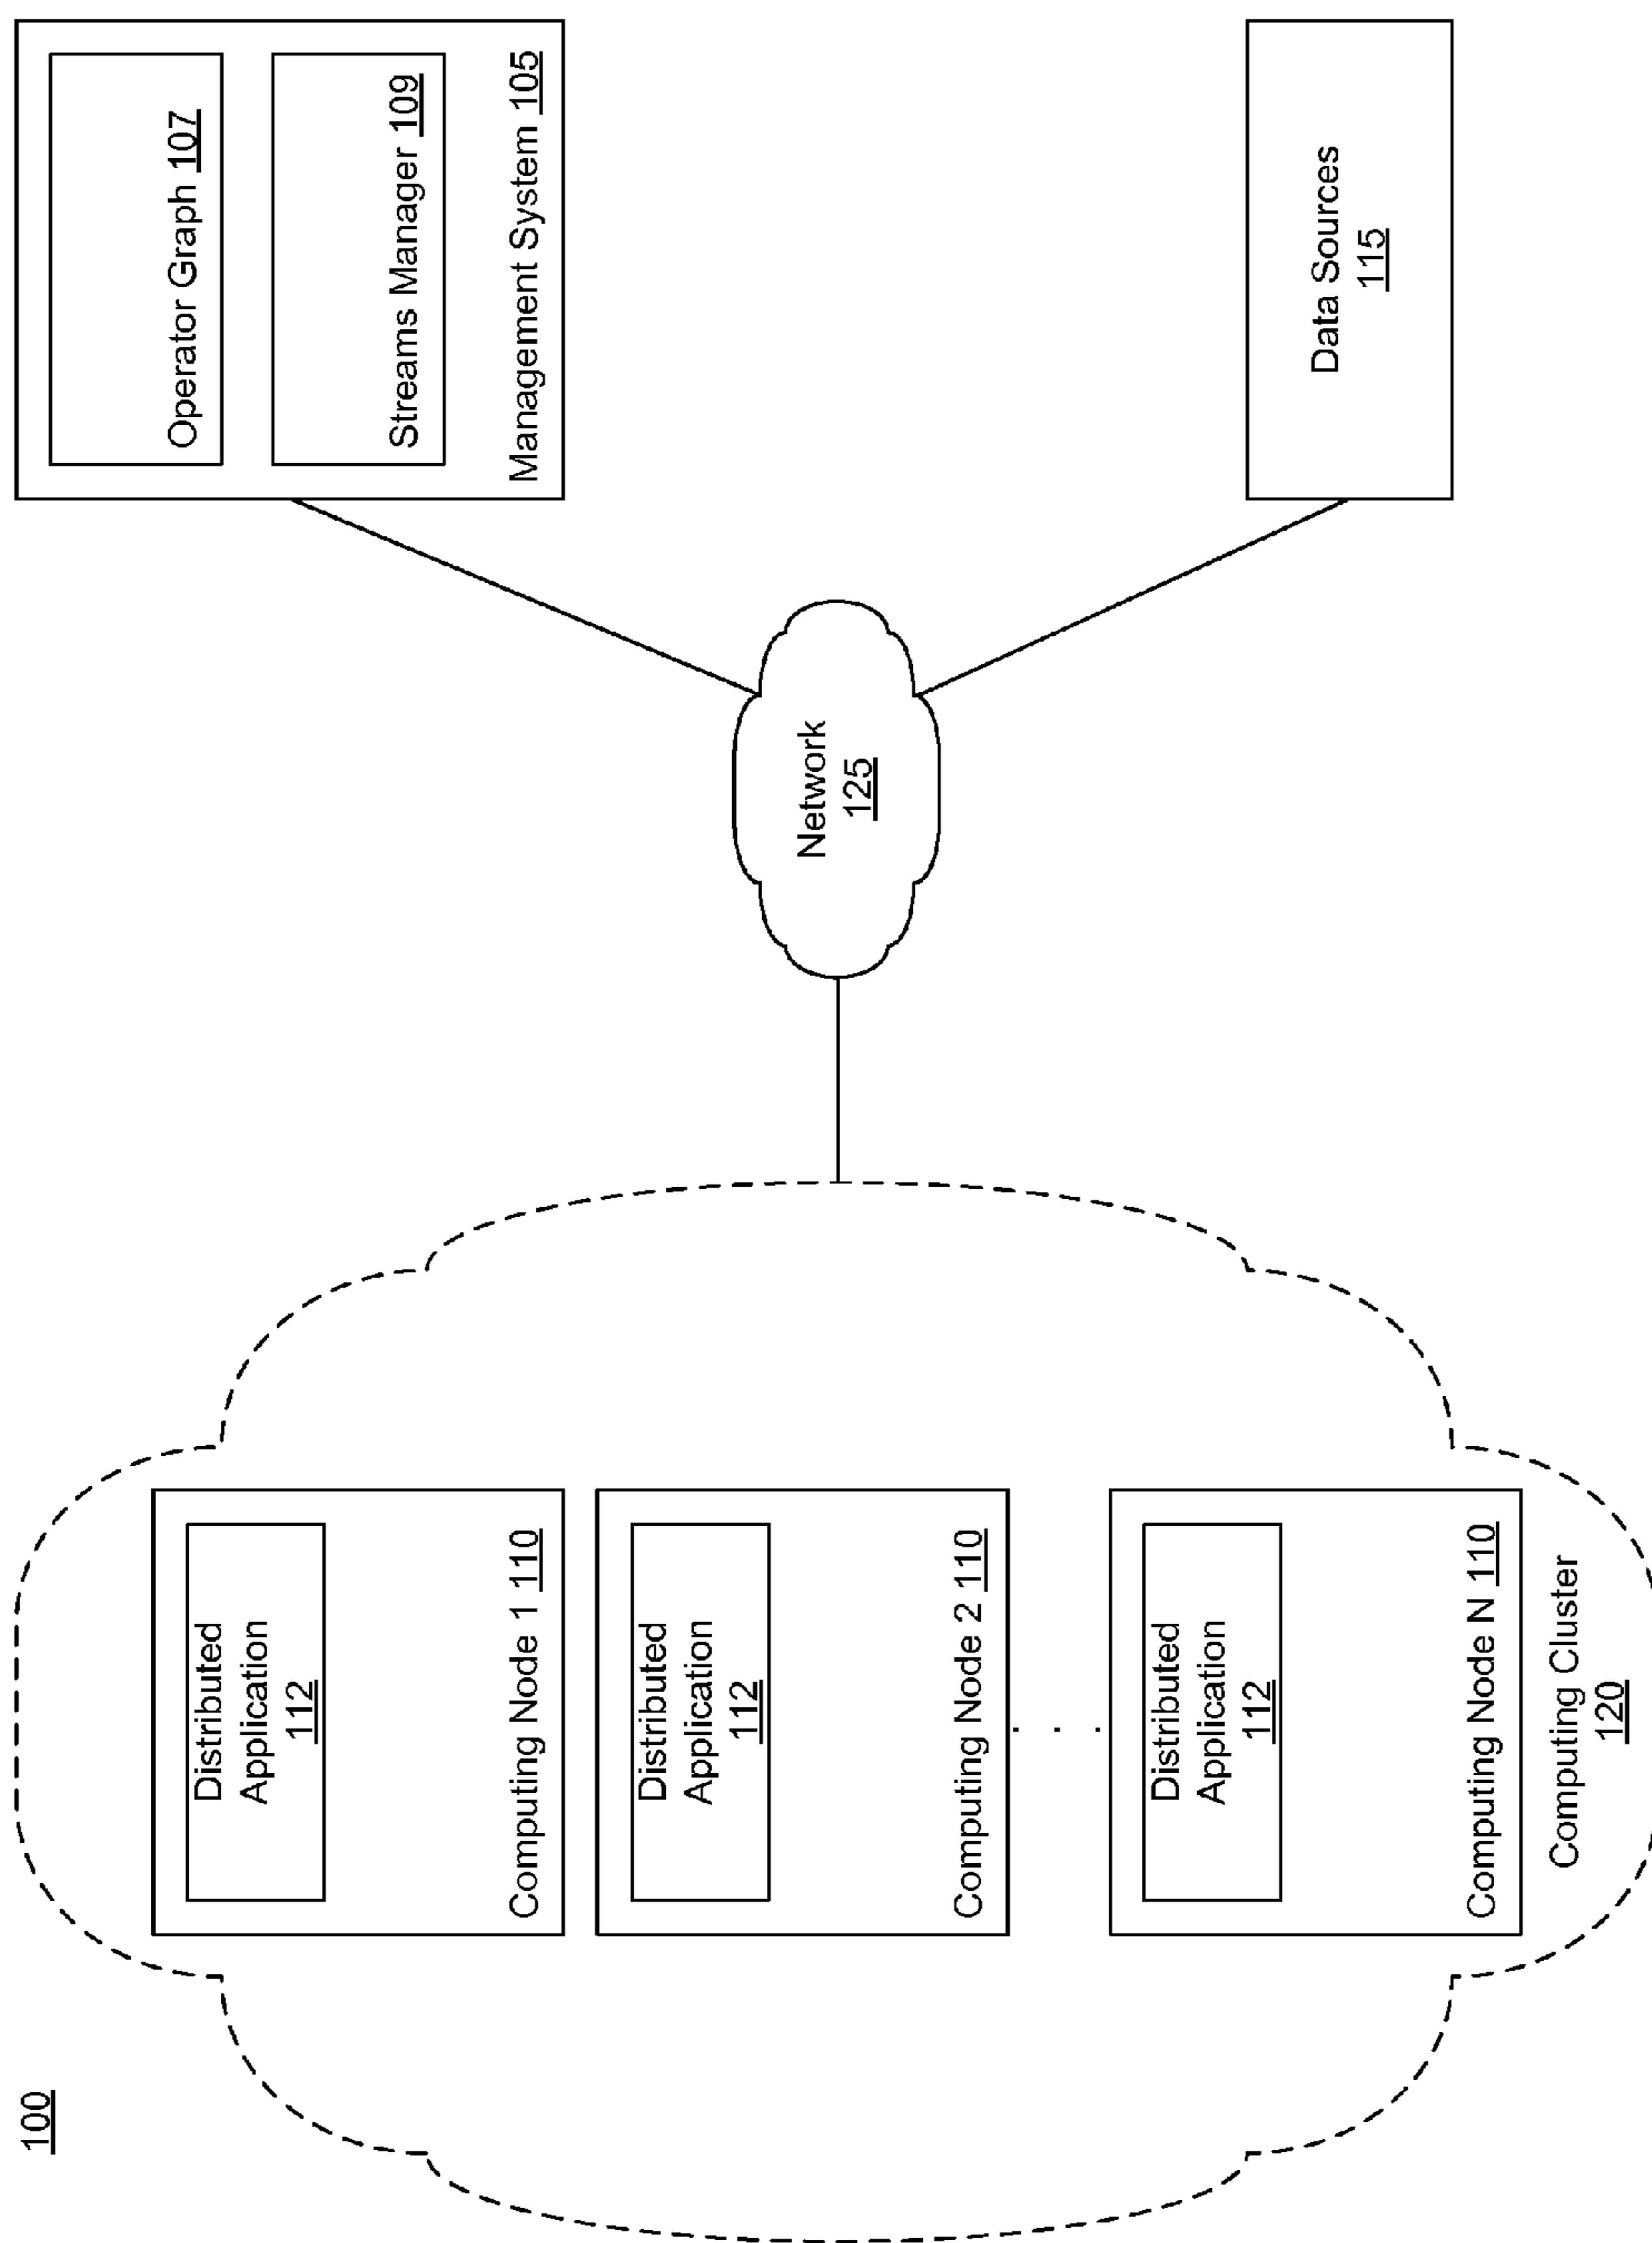 100
Distributed
Application
112
Computing Node 1 110
Distributed
Application
112
Computing Node 2 110
. . .
Distributed
Application
112
Computing Node N 110
Computing Cluster
120
Network
125
Operator Graph 107
Streams Manager 109
Management System 105
Data Sources
115